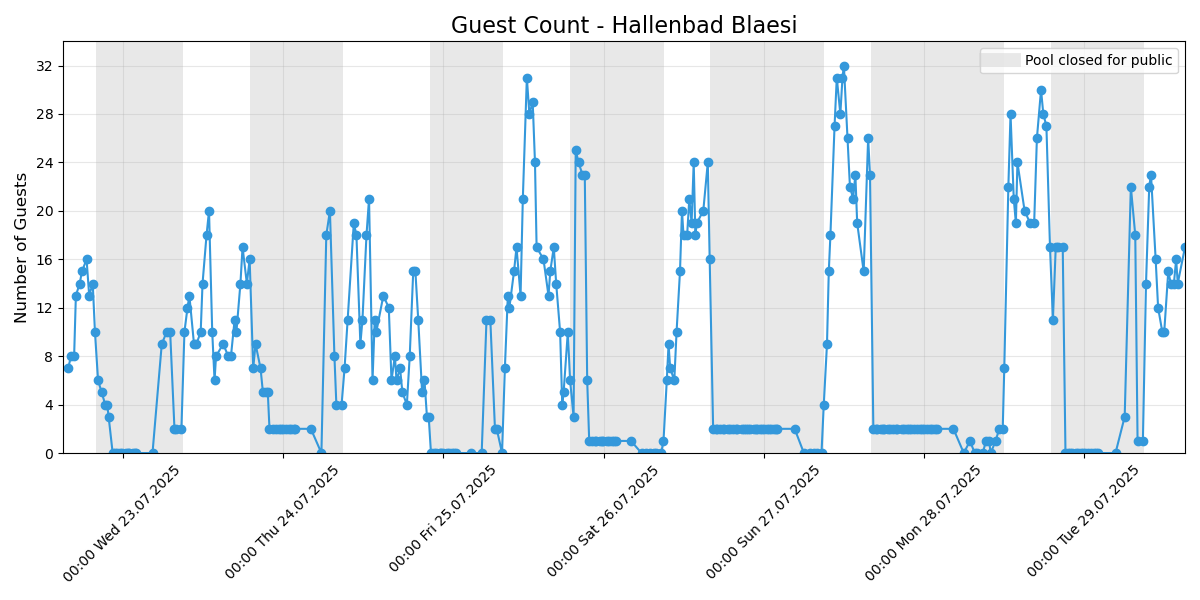 Guest Count - Hallenbad Blaesi
Pool closed for public
Number of Guests
32
28
24
20
16
12
8
4
0
00:00 Wed 23.07.2025
00:00 Thu 24.07.2025
00:00 Fri 25.07.2025
00:00 Sat 26.07.2025
00:00 Sun 27.07.2025
00:00 Mon 28.07.2025
00:00 Tue 29.07.2025